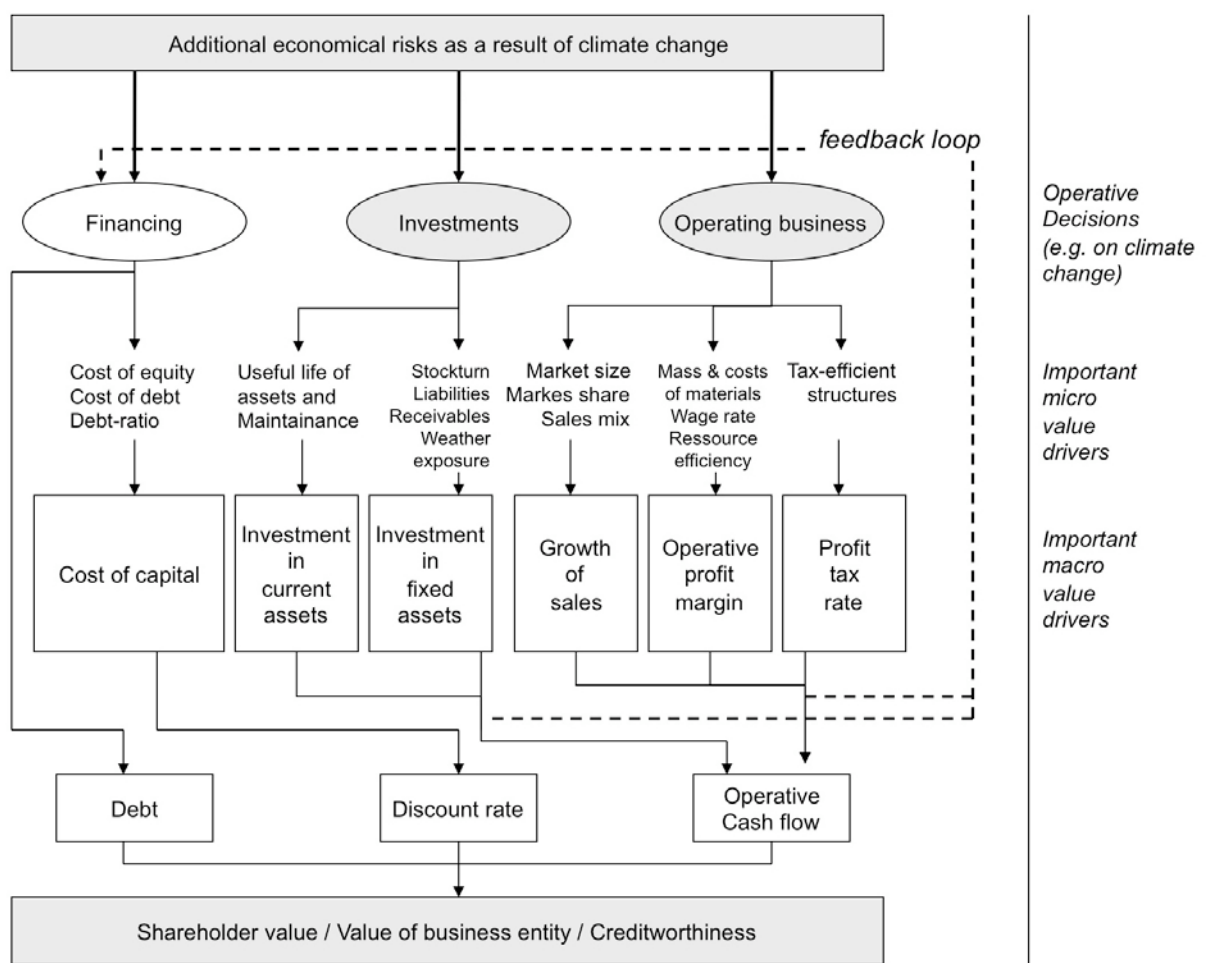 Additional economical risks as a result of climate change
feedback loop
Financing
Investments
Operating business
Operative
Decisions
(e.g. on climate
change)
Cost of equity
Cost of debt
Debt-ratio
Useful life of
assets and
Maintainance
Stockturn
Liabilities
Receivables
Weather
exposure
Market size
Markes share
Sales mix
Mass & costs
of materials
Wage rate
Ressource
efficiency
Tax-efficient
structures
Important
micro
value
drivers
Cost of capital
Investment
in
current
assets
Investment
in
fixed
assets
Growth
of
sales
Operative
profit
margin
Profit
tax
rate
Important
macro
value
drivers
Debt
Discount rate
Operative
Cash flow
Shareholder value / Value of business entity / Creditworthiness